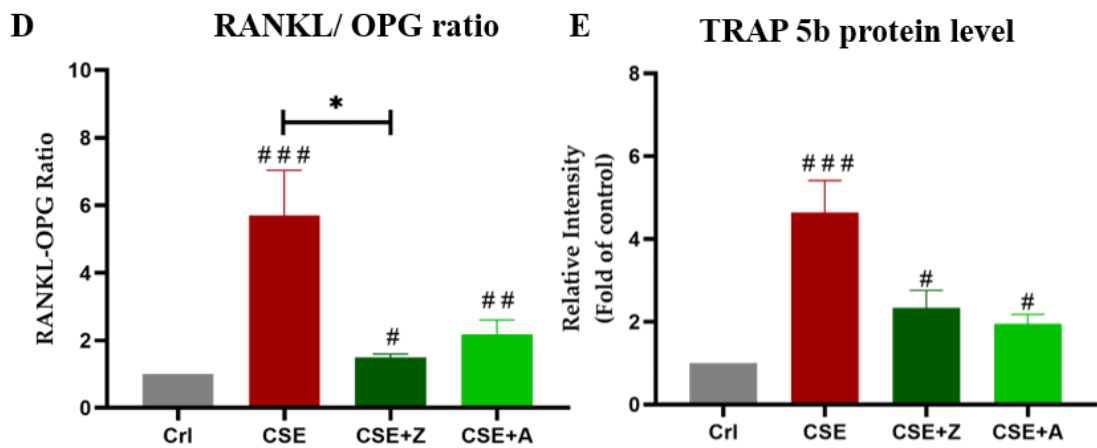 D RANKL/ OPG ratio
RANKL-OPG Ratio
10
8
6
4
2
0
*
# # #
#
# #
Crl CSE CSE+Z CSE+A
E TRAP 5b protein level
Relative Intensity
(Fold of control)
8
6
4
2
0
# # #
#
#
Crl CSE CSE+Z CSE+A